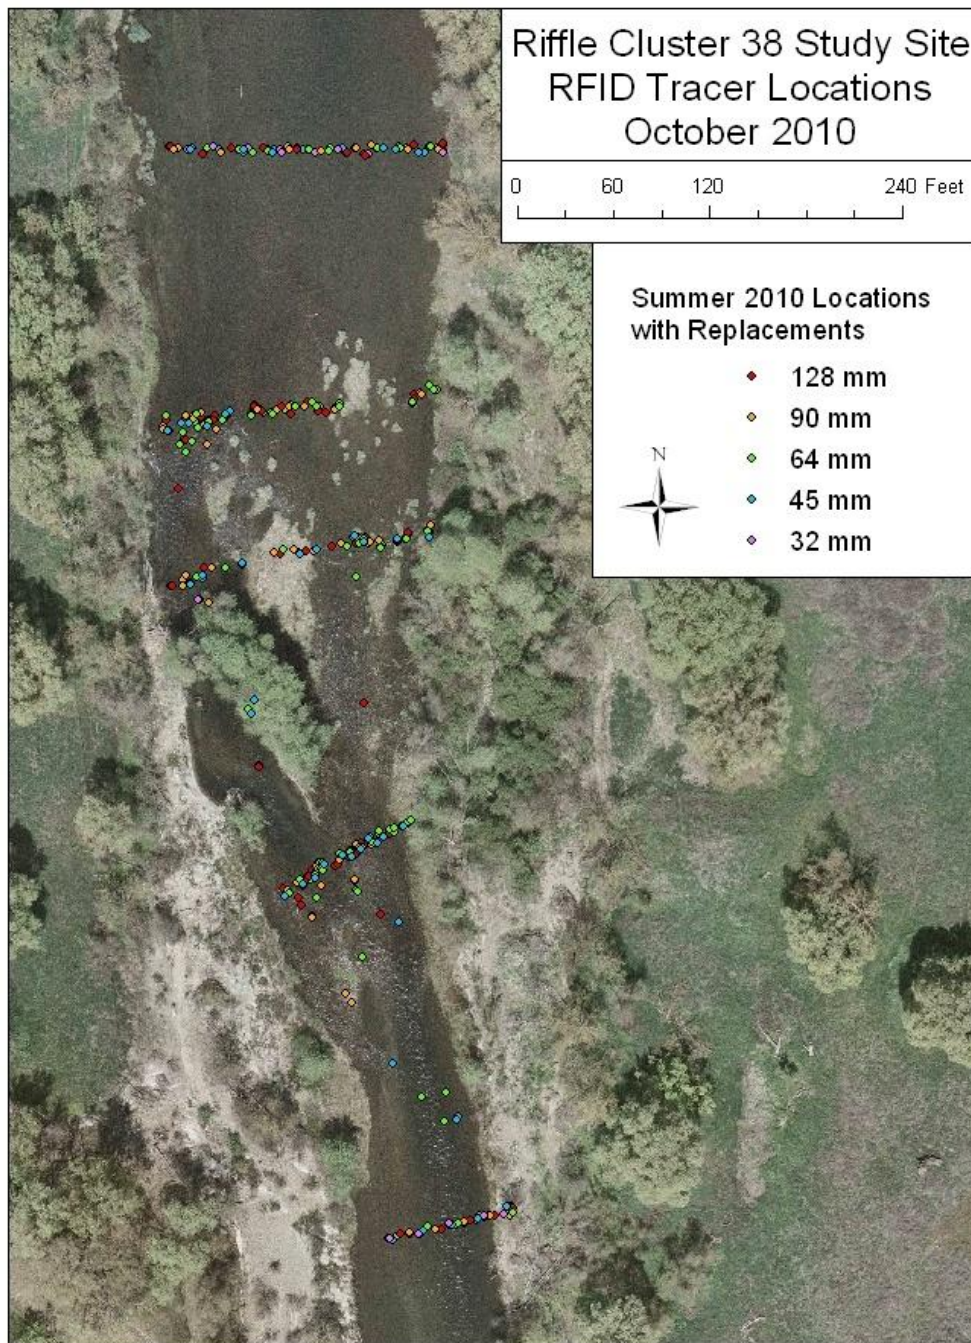 Riffle Cluster 38 Study Site
RFID Tracer Locations
October 2010
0 60 120 240 Feet
Summer 2010 Locations
with Replacements
128 mm
90 mm
64 mm
45 mm
32 mm
N